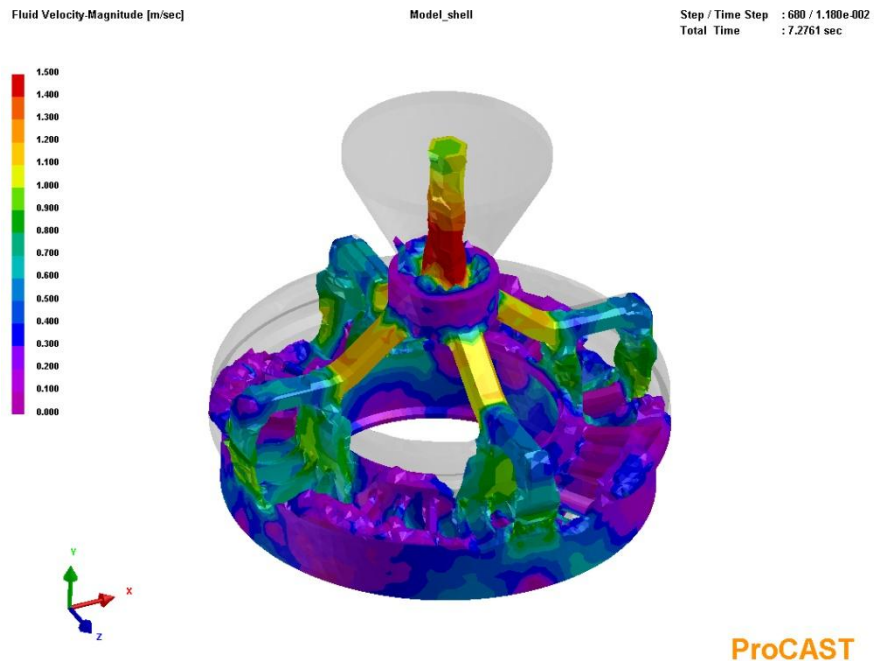 Fluid Velocity-Magnitude [m/sec]
Model_shell
Step / Time Step : 680 / 1.180e-002
Total Time : 7.2761 sec
1.500
1.400
1.300
1.200
1.100
1.000
0.900
0.800
0.700
0.600
0.500
0.400
0.300
0.200
0.100
0.000
Y
X
Z
ProCAST